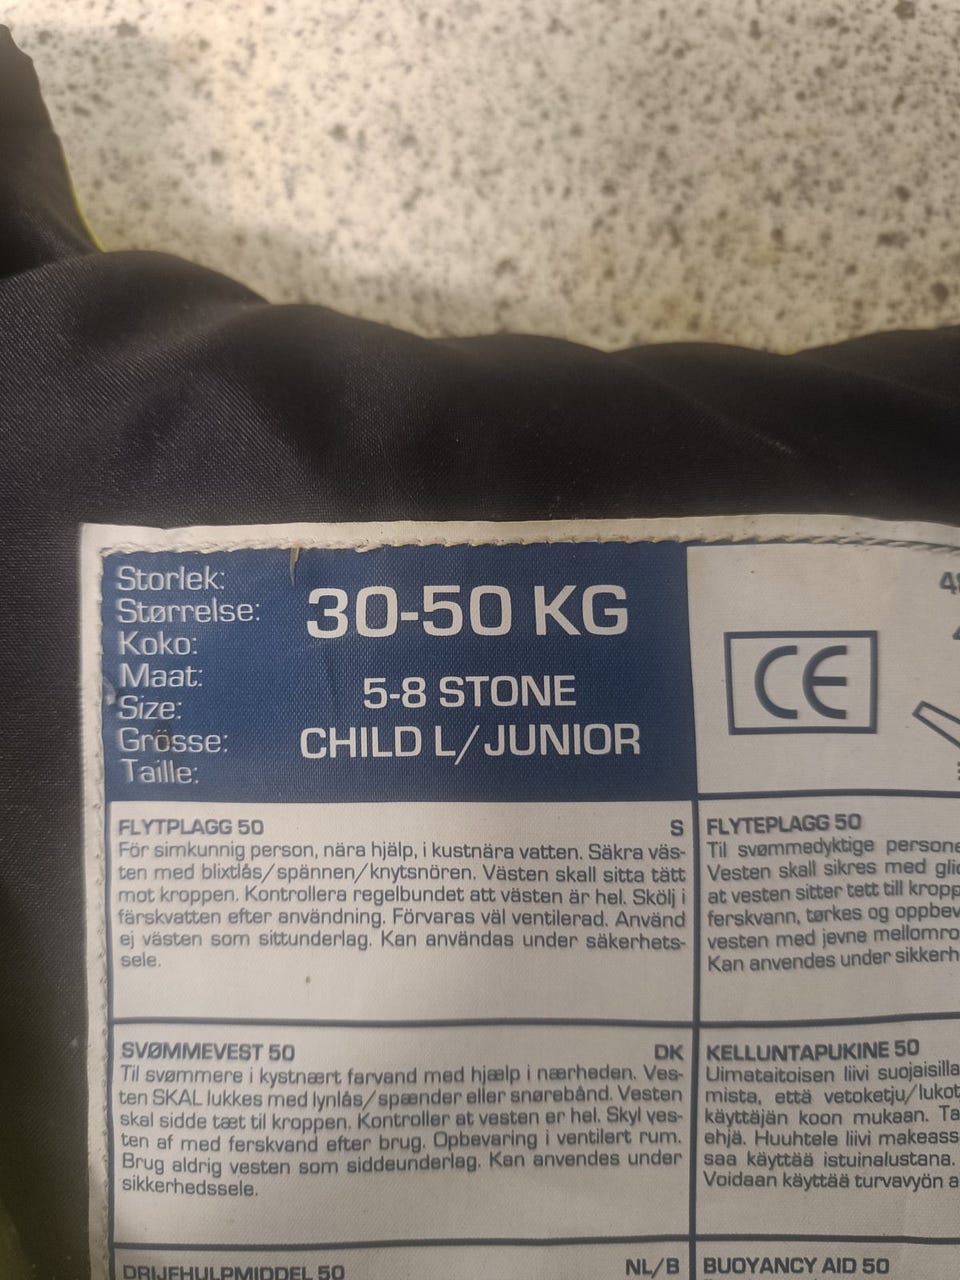 Storlek:
Størrelse:
Koko:
Maat:
Size:
Grösse:
Taille:
30-50 KG
5-8 STONE
CHILD L/JUNIOR
CE
FLYTPLAGG 50 S
För simkunnig person, nära hjälp, i kustnära vatten. Säkra väs-
ten med blixtlås/spännen/knytsnören. Västen skall sitta tätt
mot kroppen. Kontrollera regelbundet att västen är hel. Skölj i
färskvatten efter användning. Förvaras väl ventilerad. Använd
ej västen som sittunderlag. Kan användas under säkerhets-
sele.
FLYTEPLAGG 50
Til svømmedyktige persone
Vesten skall sikres med glid
at vesten sitter tett till kropp
ferskvann, tørkes og oppbev
vesten med jevne mellomro
Kan anvendes under sikkerh
SVØMMEVEST 50 DK
Til svømmere i kystnært farvand med hjælp i nærheden. Ves-
ten SKAL lukkes med lynlås/spænder eller snørebånd. Vesten
skal sidde tæt til kroppen. Kontroller at vesten er hel. Skyl ves-
ten af med ferskvand efter brug. Opbevaring i ventilert rum.
Brug aldrig vesten som siddeunderlag. Kan anvendes under
sikkerhedssele.
KELLUNTAPUKINE 50
Uimataitoisen liivi suojaisilla
mista, että vetoketju/lukot
käyttäjän koon mukaan. Ta
ehjä. Huuhtele liivi makeass
saa käyttää istuinalustana.
Voidaan käyttää turvavyön a
DRIJFHULPMIDDEL 50 NL/B
BUOYANCY AID 50